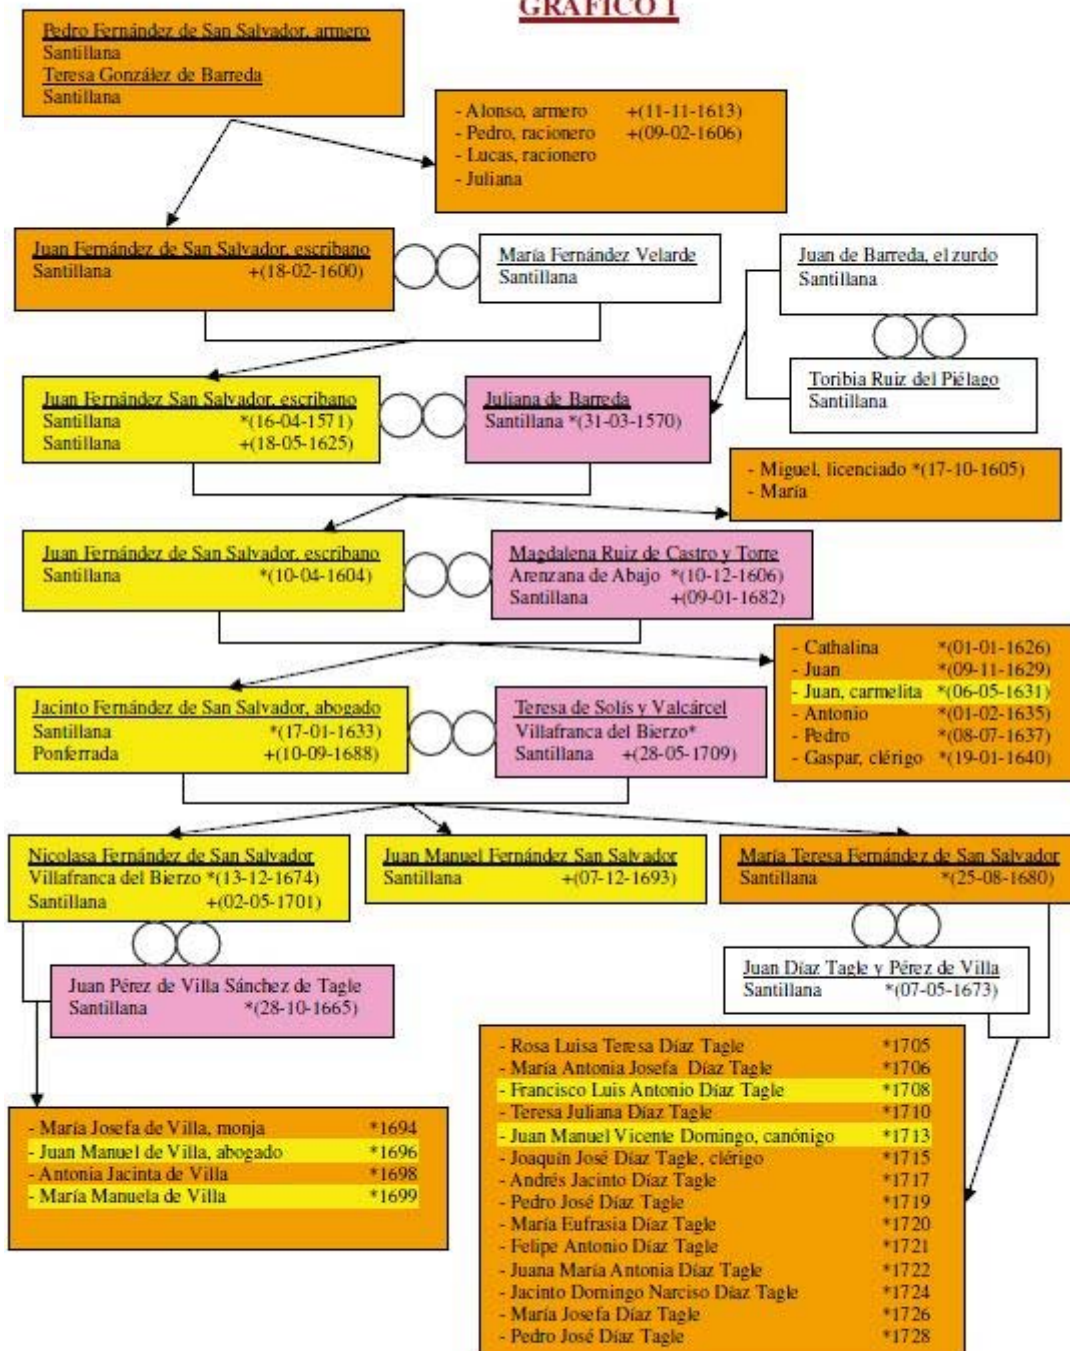 GRAFICO 1
Pedro Fernández de San Salvador, armero
Santillana
Teresa González de Barreda
Santillana
- Alonso, armero +(11-11-1613)
- Pedro, racionero +(09-02-1606)
- Lucas, racionero
- Juliana
Juan Fernández de San Salvador, escribano
Santillana +(18-02-1600)
María Fernández Velarde
Santillana
Juan de Barreda, el zurdo
Santillana
Toribia Ruiz del Piélago
Santillana
Juan Fernández San Salvador, escribano
Santillana *(16-04-1571)
Santillana +(18-05-1625)
Juliana de Barreda
Santillana *(31-03-1570)
- Miguel, licenciado *(17-10-1605)
- María
Juan Fernández de San Salvador, escribano
Santillana *(10-04-1604)
Magdalena Ruiz de Castro y Torre
Arenzana de Abajo *(10-12-1606)
Santillana +(09-01-1682)
- Cathalina *(01-01-1626)
- Juan *(09-11-1629)
- Juan, carmelita *(06-05-1631)
- Antonio *(01-02-1635)
- Pedro *(08-07-1637)
- Gaspar, clérigo *(19-01-1640)
Jacinto Fernández de San Salvador, abogado
Santillana *(17-01-1633)
Ponferrada +(10-09-1688)
Teresa de Solís y Valcárcel
Villafranca del Bierzo*
Santillana +(28-05-1709)
Nicolasa Fernández de San Salvador
Villafranca del Bierzo *(13-12-1674)
Santillana +(02-05-1701)
Juan Manuel Fernández San Salvador
Santillana +(07-12-1693)
María Teresa Fernández de San Salvador
Santillana *(25-08-1680)
Juan Pérez de Villa Sánchez de Tagle
Santillana *(28-10-1665)
Juan Díaz Tagle y Pérez de Villa
Santillana *(07-05-1673)
- María Josefa de Villa, monja *1694
- Juan Manuel de Villa, abogado *1696
- Antonia Jacinta de Villa *1698
- María Manuela de Villa *1699
- Rosa Luisa Teresa Díaz Tagle *1705
- María Antonia Josefa Díaz Tagle *1706
- Francisco Luis Antonio Díaz Tagle *1708
- Teresa Juliana Díaz Tagle *1710
- Juan Manuel Vicente Domingo, canónigo *1713
- Joaquín José Díaz Tagle, clérigo *1715
- Andrés Jacinto Díaz Tagle *1717
- Pedro José Díaz Tagle *1719
- María Eufrasia Díaz Tagle *1720
- Felipe Antonio Díaz Tagle *1721
- Juana María Antonia Díaz Tagle *1722
- Jacinto Domingo Narciso Díaz Tagle *1724
- María Josefa Díaz Tagle *1726
- Pedro José Díaz Tagle *1728